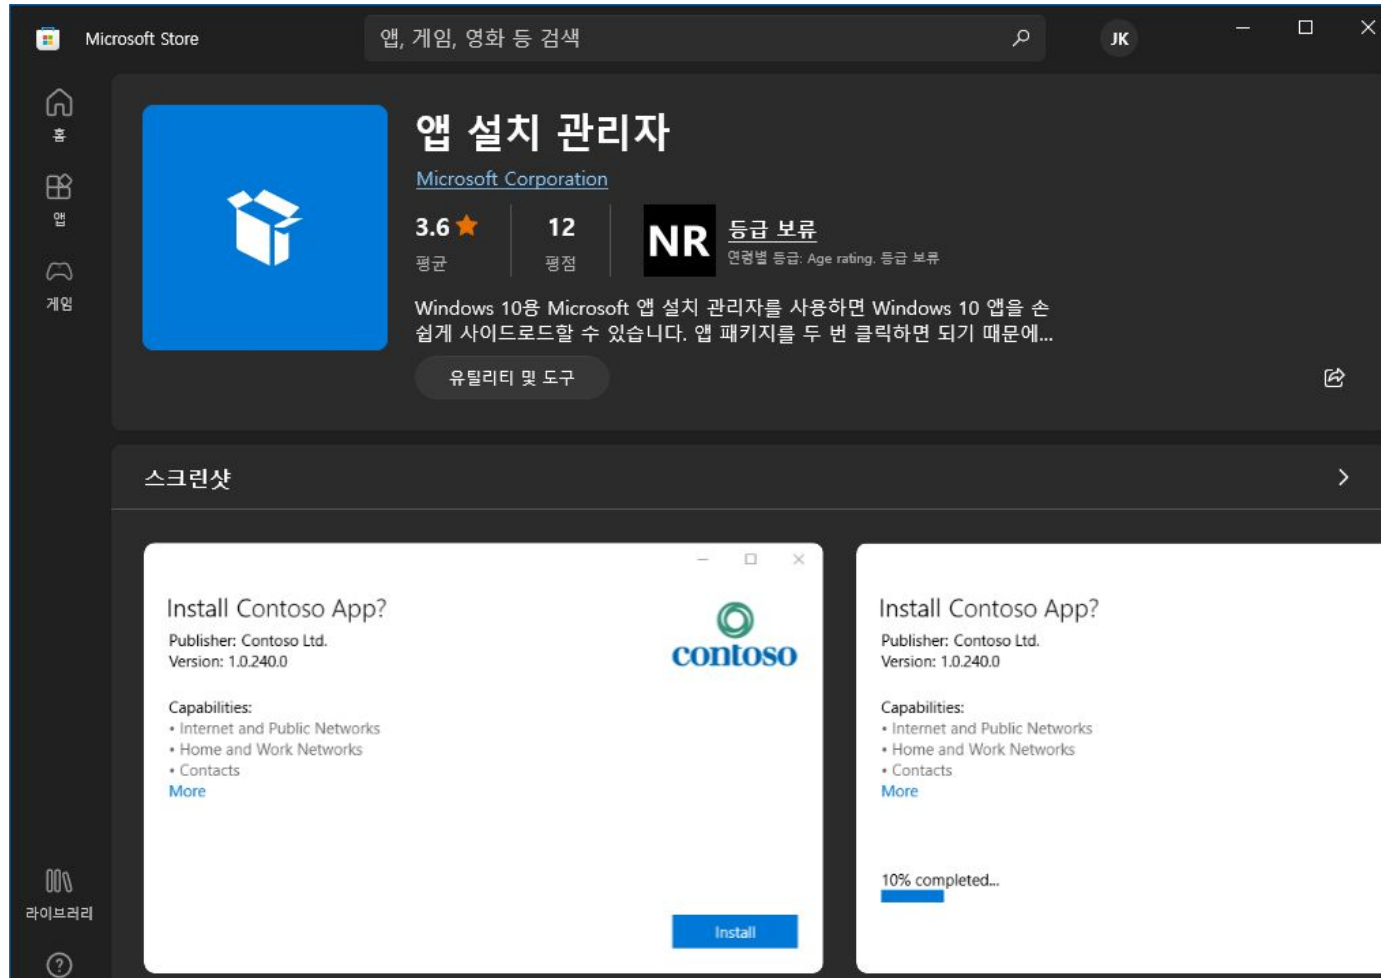 Microsoft Store
앱, 게임, 영화 등 검색
JK
홈
앱
게임
라이브러리
앱 설치 관리자
Microsoft Corporation
3.6
평균
12
평점
NR
등급 보류
연령별 등급: Age rating. 등급 보류
Windows 10용 Microsoft 앱 설치 관리자를 사용하면 Windows 10 앱을 손
쉽게 사이드로드할 수 있습니다. 앱 패키지를 두 번 클릭하면 되기 때문에...
유틸리티 및 도구
스크린샷
Install Contoso App?
Publisher: Contoso Ltd.
Version: 1.0.240.0
contoso
Capabilities:
• Internet and Public Networks
• Home and Work Networks
• Contacts
More
Install
Install Contoso App?
Publisher: Contoso Ltd.
Version: 1.0.240.0
Capabilities:
• Internet and Public Networks
• Home and Work Networks
• Contacts
More
10% completed...